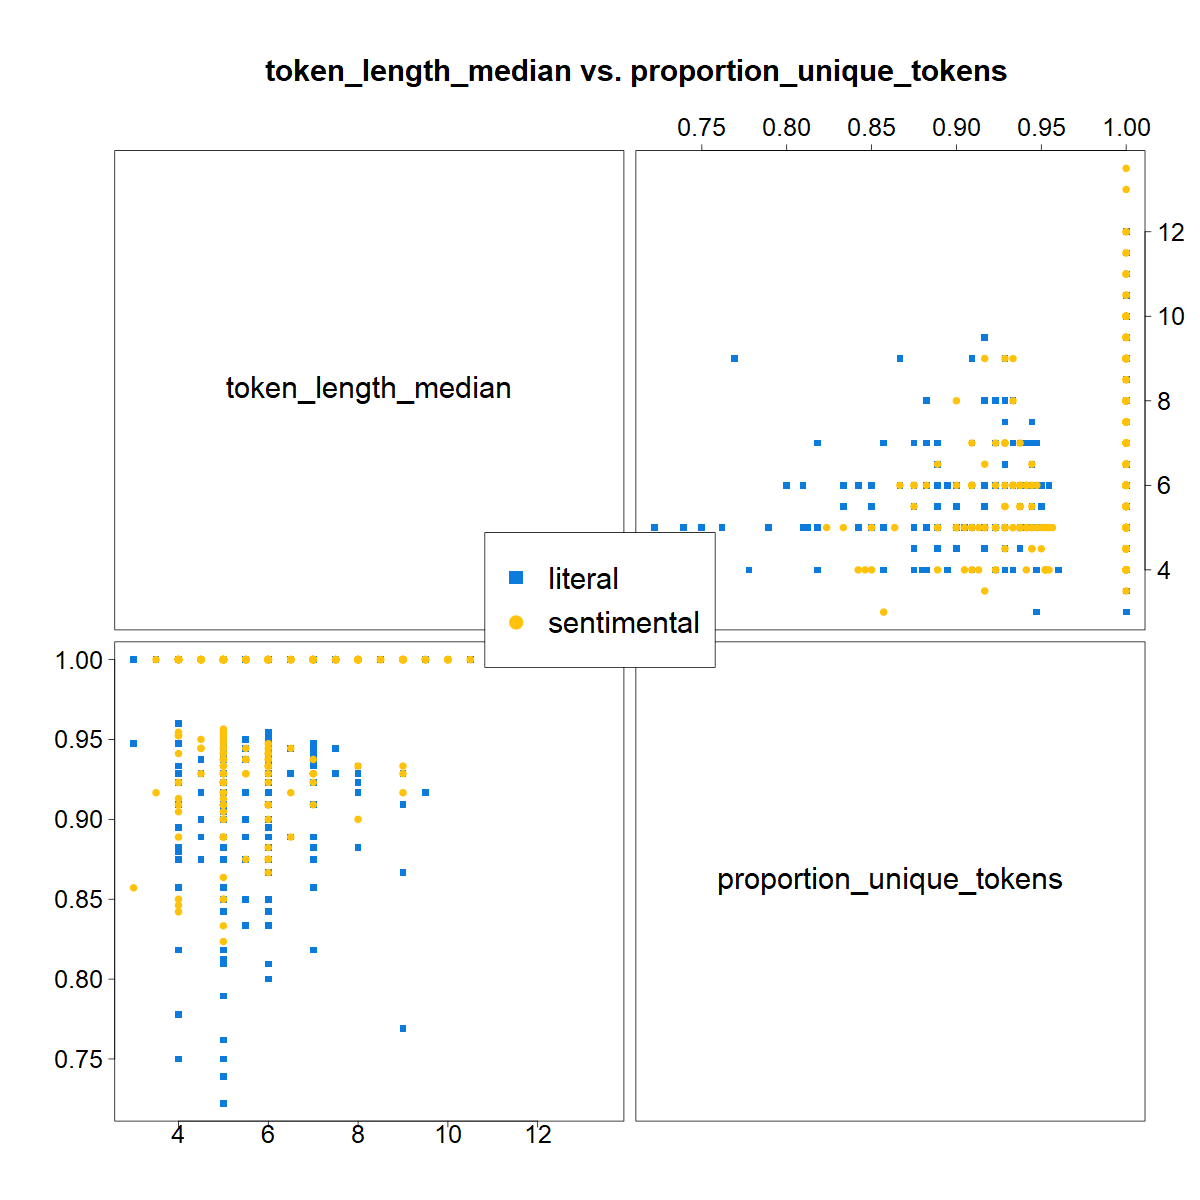 token_length_median vs. proportion_unique_tokens
0.75 0.80 0.85 0.90 0.95 1.00
token_length_median
12
10
8
6
4
literal
sentimental
1.00
0.95
0.90
0.85
0.80
0.75
proportion_unique_tokens
4 6 8 10 12